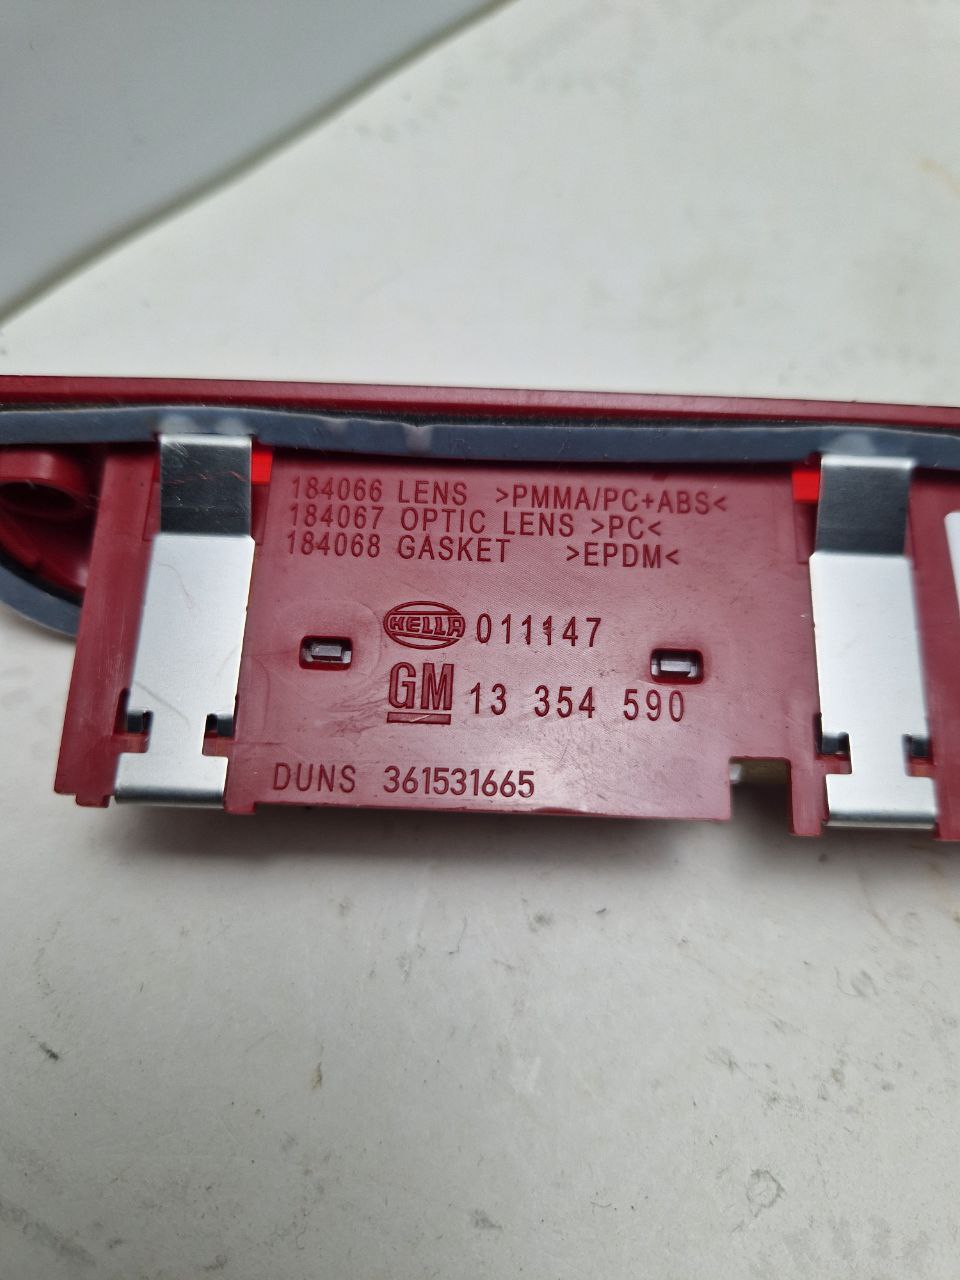 184066 LENS >PMMA/PC+ABS<
184067 OPTIC LENS >PC<
184068 GASKET >EPDM<
HELLA 011147
GM 13 354 590
DUNS 361531665